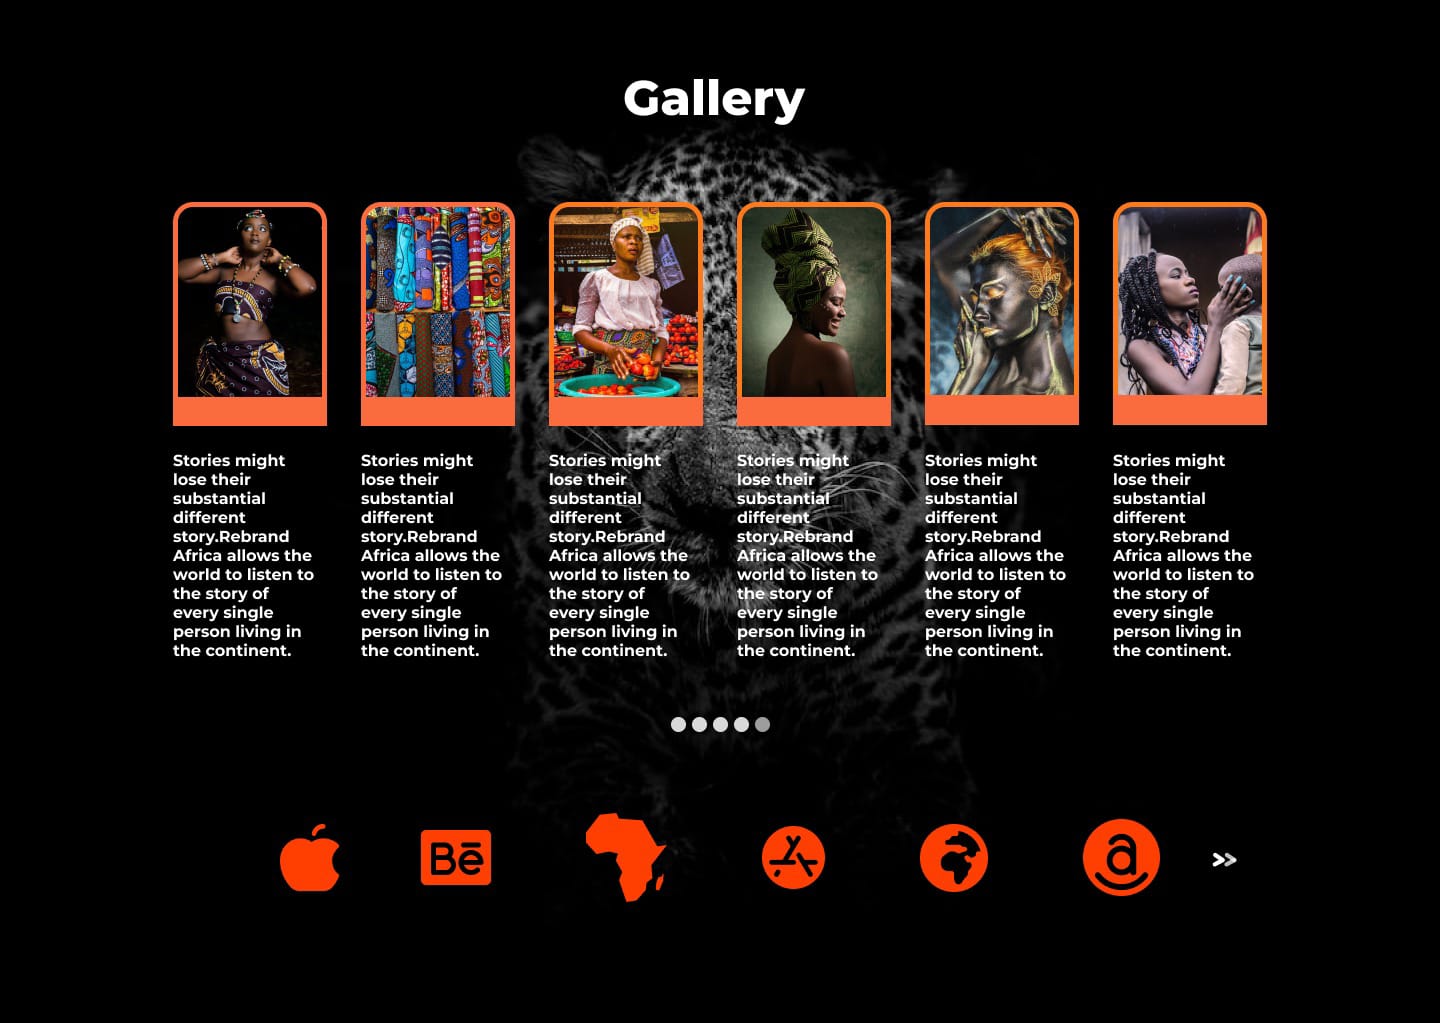 Gallery
Stories might
lose their
substantial
different
story.Rebrand
Africa allows the
world to listen to
the story of
every single
person living in
the continent.
Stories might
lose their
substantial
different
story.Rebrand
Africa allows the
world to listen to
the story of
every single
person living in
the continent.
Stories might
lose their
substantial
different
story.Rebrand
Africa allows the
world to listen to
the story of
every single
person living in
the continent.
Stories might
lose their
substantial
different
story.Rebrand
Africa allows the
world to listen to
the story of
every single
person living in
the continent.
Stories might
lose their
substantial
different
story.Rebrand
Africa allows the
world to listen to
the story of
every single
person living in
the continent.
Stories might
lose their
substantial
different
story.Rebrand
Africa allows the
world to listen to
the story of
every single
person living in
the continent.
Bē
a